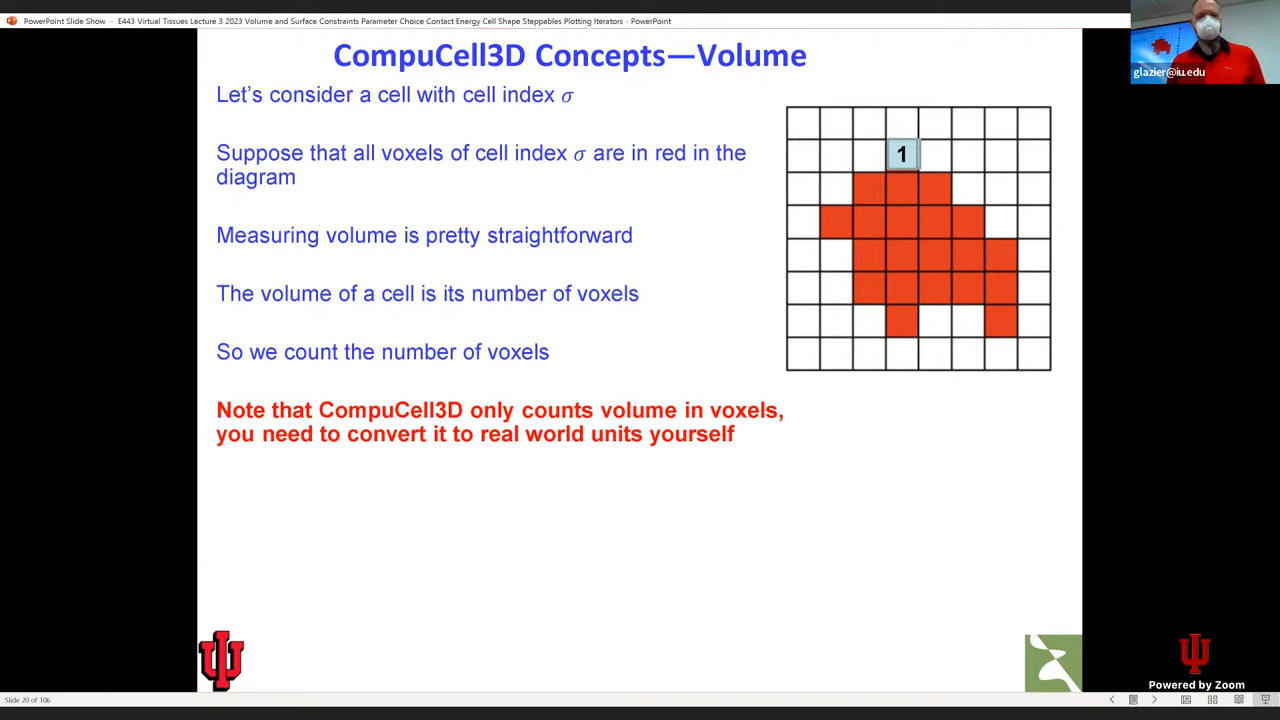 PowerPoint Slide Show - E443 Virtual Tissues Lecture 3 2023 Volume and Surface Constraints Parameter Choice Contact Energy Cell Shape Steppables Plotting Iterators - PowerPoint
glazier@iu.edu
CompuCell3D Concepts—Volume
Let's consider a cell with cell index σ
Suppose that all voxels of cell index σ are in red in the
diagram
Measuring volume is pretty straightforward
The volume of a cell is its number of voxels
So we count the number of voxels
Note that CompuCell3D only counts volume in voxels,
you need to convert it to real world units yourself
1
Powered by Zoom
Slide 20 of 106